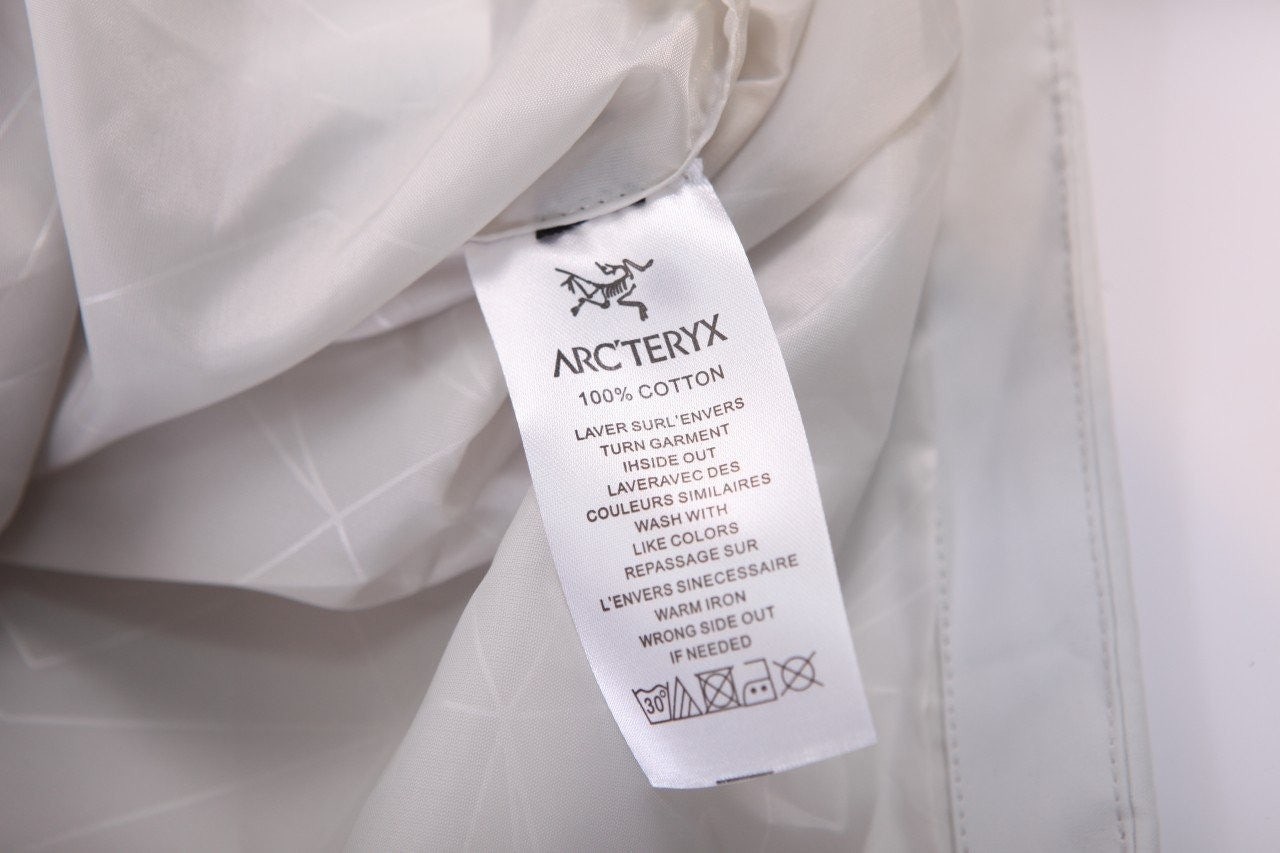 ARC'TERYX
100% COTTON
LAVER SURL'ENVERS
TURN GARMENT
IHSIDE OUT
LAVERAVEC DES
COULEURS SIMILAIRES
WASH WITH
LIKE COLORS
REPASSAGE SUR
L'ENVERS SINECESSAIRE
WARM IRON
WRONG SIDE OUT
IF NEEDED
30°